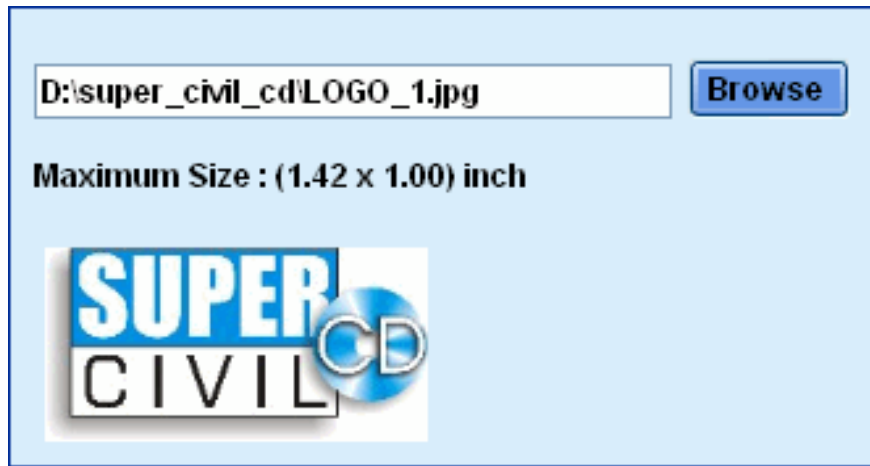 D:\super_civil_cd\LOGO_1.jpg
Browse
Maximum Size : (1.42 x 1.00) inch
SUPER
CIVIL
CD